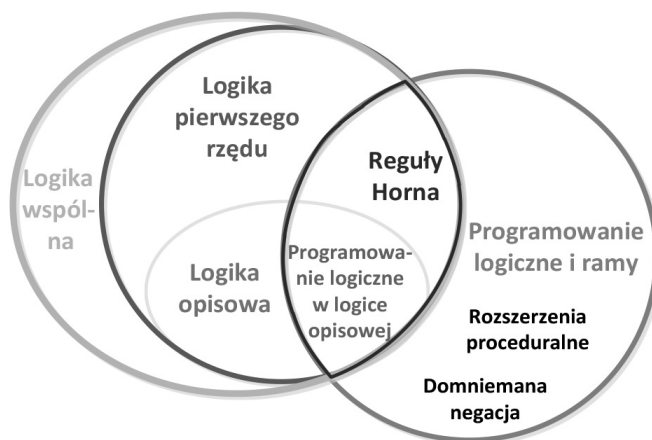 Logika
pierwszego
rzędu
Logika
wspól-
na
Reguły
Horna
Programowanie
logiczne i ramy
Logika
opisowa
Programowa-
nie logiczne
w logice
opisowej
Rozszerzenia
proceduralne
Domniemana
negacja